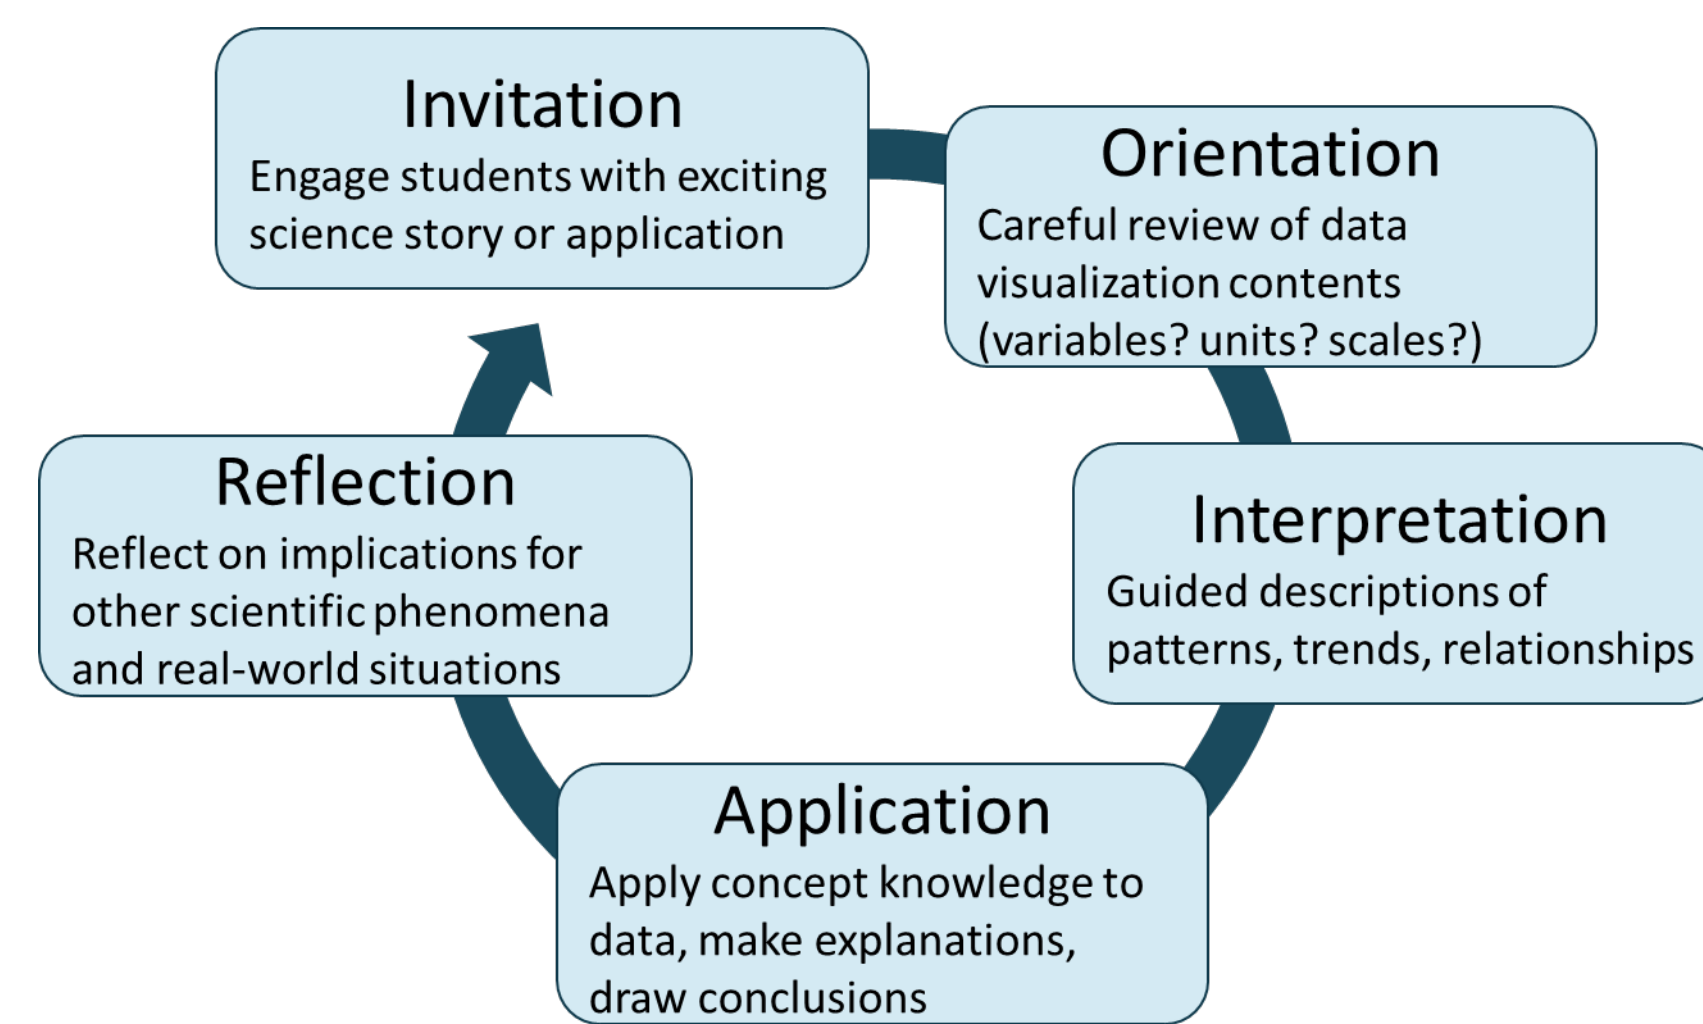 Invitation
Engage students with exciting
science story or application
Orientation
Careful review of data
visualization contents
(variables? units? scales?)
Interpretation
Guided descriptions of
patterns, trends, relationships
Application
Apply concept knowledge to
data, make explanations,
draw conclusions
Reflection
Reflect on implications for
other scientific phenomena
and real-world situations